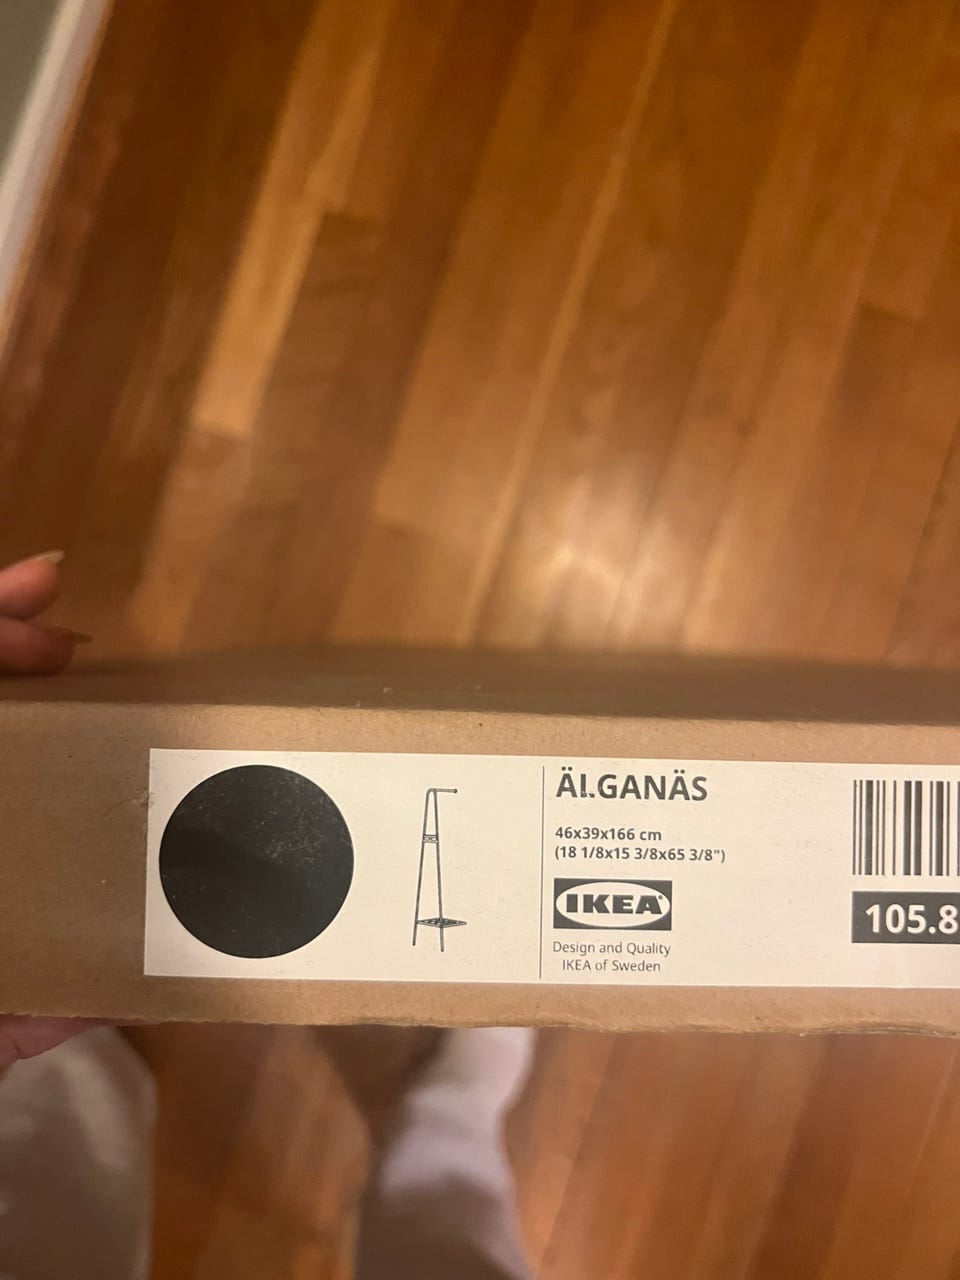 ÄLGANÄS
46x39x166 cm
(18 1/8x15 3/8x65 3/8")
IKEA®
Design and Quality
IKEA of Sweden
105.8